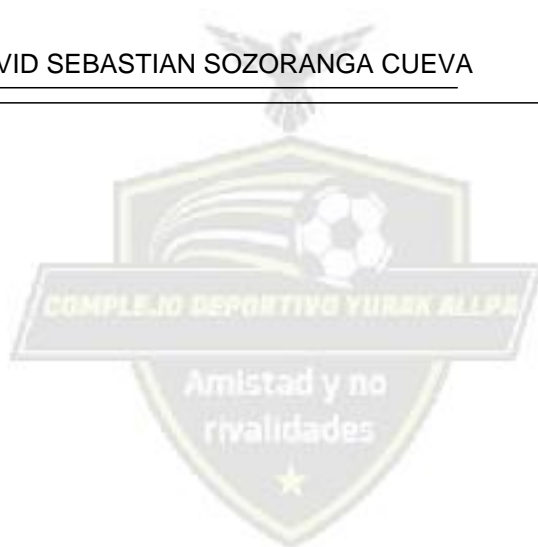 VID SEBASTIAN SOZORANGA CUEVA
COMPLEJO DEPORTIVO YURAK ALLPA
Amistad y no
rivalidades